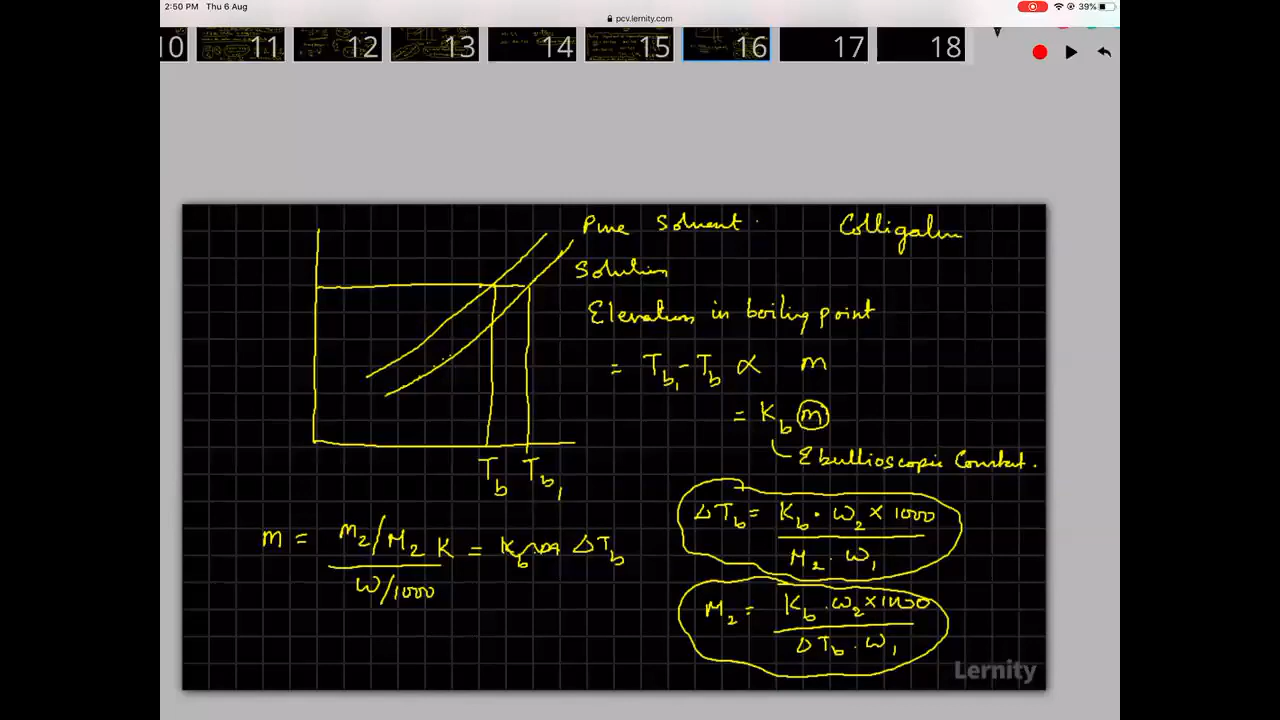 2:50 PM Thu 6 Aug
39%
pcv.lernity.com
10 11 12 13 14 15 16 17 18
Pure Solvent.
Solution
Elevation in boiling point
= Tb₁ - Tb ∝ m
= Kb m
Ebullioscopic Constat.
Tb Tb₁
ΔTb = Kb · w₂ × 1000 / M₂ · w₁
m = m₂/M₂ K / w/1000 = ΔTb
M₂ = Kb · w₂ × 1000 / ΔTb · w₁
Lernity